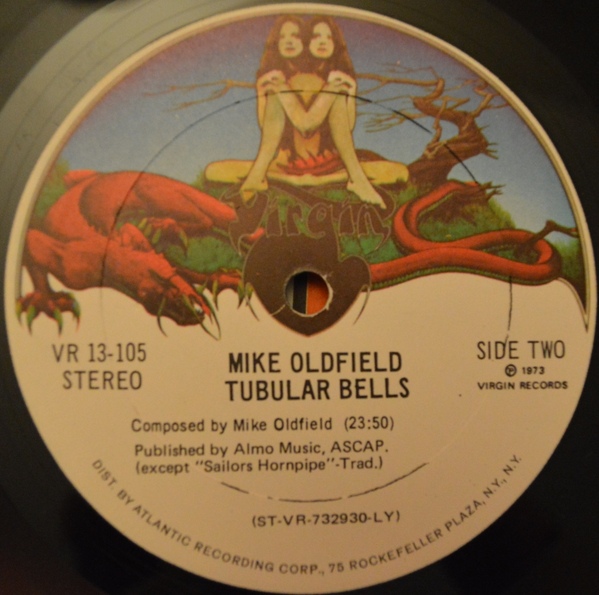 Virgin
VR 13-105
STEREO
MIKE OLDFIELD
TUBULAR BELLS
SIDE TWO
℗ 1973
VIRGIN RECORDS
Composed by Mike Oldfield (23:50)
Published by Almo Music, ASCAP.
(except "Sailors Hornpipe"-Trad.)
(ST-VR-732930-LY)
DIST. BY ATLANTIC RECORDING CORP., 75 ROCKEFELLER PLAZA, N.Y., N.Y.